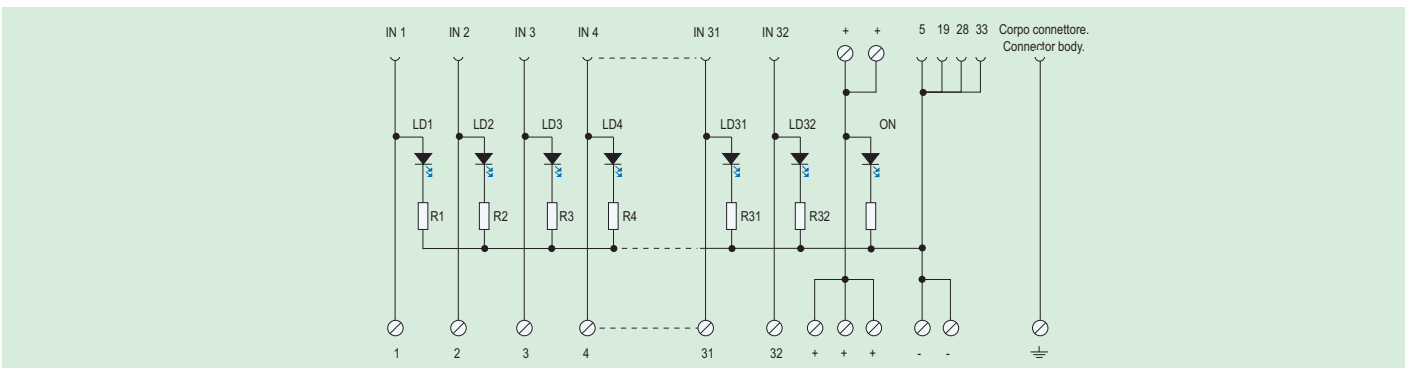 IN 1 IN 2 IN 3 IN 4 IN 31 IN 32 + + 5 19 28 33 Corpo connettore.
Connector body.
LD1 LD2 LD3 LD4 LD31 LD32 ON
R1 R2 R3 R4 R31 R32
1 2 3 4 31 32 + + + - -